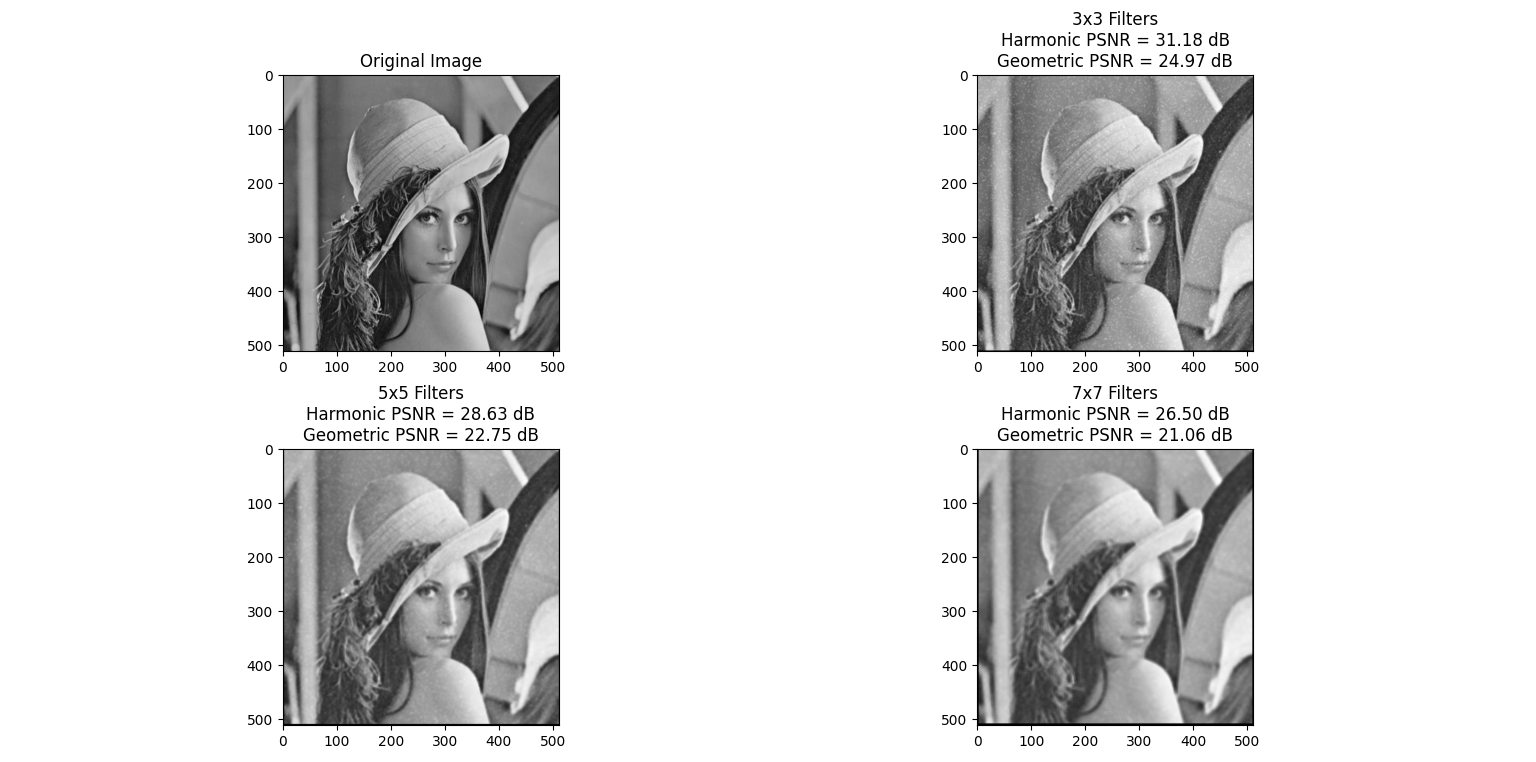 Original Image
0
100
200
300
400
500
0 100 200 300 400 500
3x3 Filters
Harmonic PSNR = 31.18 dB
Geometric PSNR = 24.97 dB
0
100
200
300
400
500
0 100 200 300 400 500
5x5 Filters
Harmonic PSNR = 28.63 dB
Geometric PSNR = 22.75 dB
0
100
200
300
400
500
0 100 200 300 400 500
7x7 Filters
Harmonic PSNR = 26.50 dB
Geometric PSNR = 21.06 dB
0
100
200
300
400
500
0 100 200 300 400 500